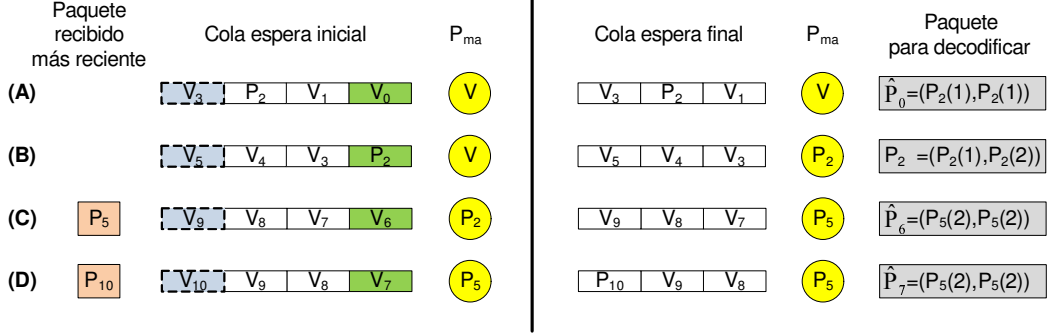 Paquete
recibido
más reciente
Cola espera inicial
Pma
Cola espera final
Pma
Paquete
para decodificar
(A) V3 P2 V1 V0 V V3 P2 V1 V P̂0=(P2(1),P2(1))
(B) V5 V4 V3 P2 V V5 V4 V3 P2 P2 =(P2(1),P2(2))
(C) P5 V9 V8 V7 V6 P2 V9 V8 V7 P5 P̂6=(P5(2),P5(2))
(D) P10 V10 V9 V8 V7 P5 P10 V9 V8 P5 P̂7=(P5(2),P5(2))